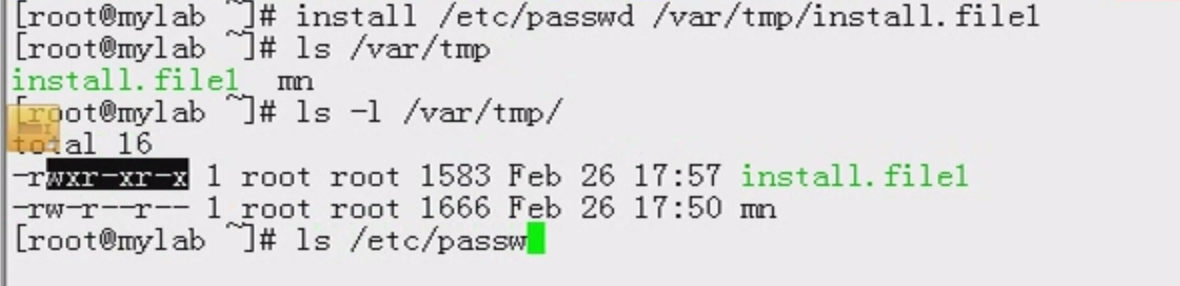 [root@mylab ~]# install /etc/passwd /var/tmp/install.file1
[root@mylab ~]# ls /var/tmp
install.file1  mn
[root@mylab ~]# ls -l /var/tmp/
total 16
-rwxr-xr-x 1 root root 1583 Feb 26 17:57 install.file1
-rw-r--r-- 1 root root 1666 Feb 26 17:50 mn
[root@mylab ~]# ls /etc/passw